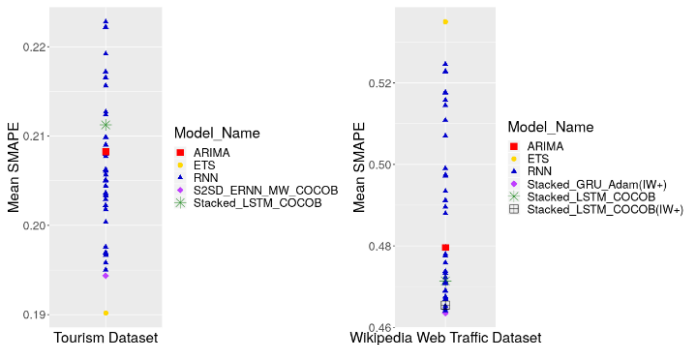 0.22
0.21
0.20
0.19
Mean SMAPE
Tourism Dataset
Model_Name
ARIMA
ETS
RNN
S2SD_ERNN_MW_COCOB
Stacked_LSTM_COCOB
0.52
0.50
0.48
0.46
Mean SMAPE
Wikipedia Web Traffic Dataset
Model_Name
ARIMA
ETS
RNN
Stacked_GRU_Adam(IW+)
Stacked_LSTM_COCOB
Stacked_LSTM_COCOB(IW+)